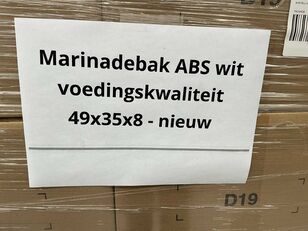 Marinadebak ABS wit
voedingskwaliteit
49x35x8 - nieuw
D19